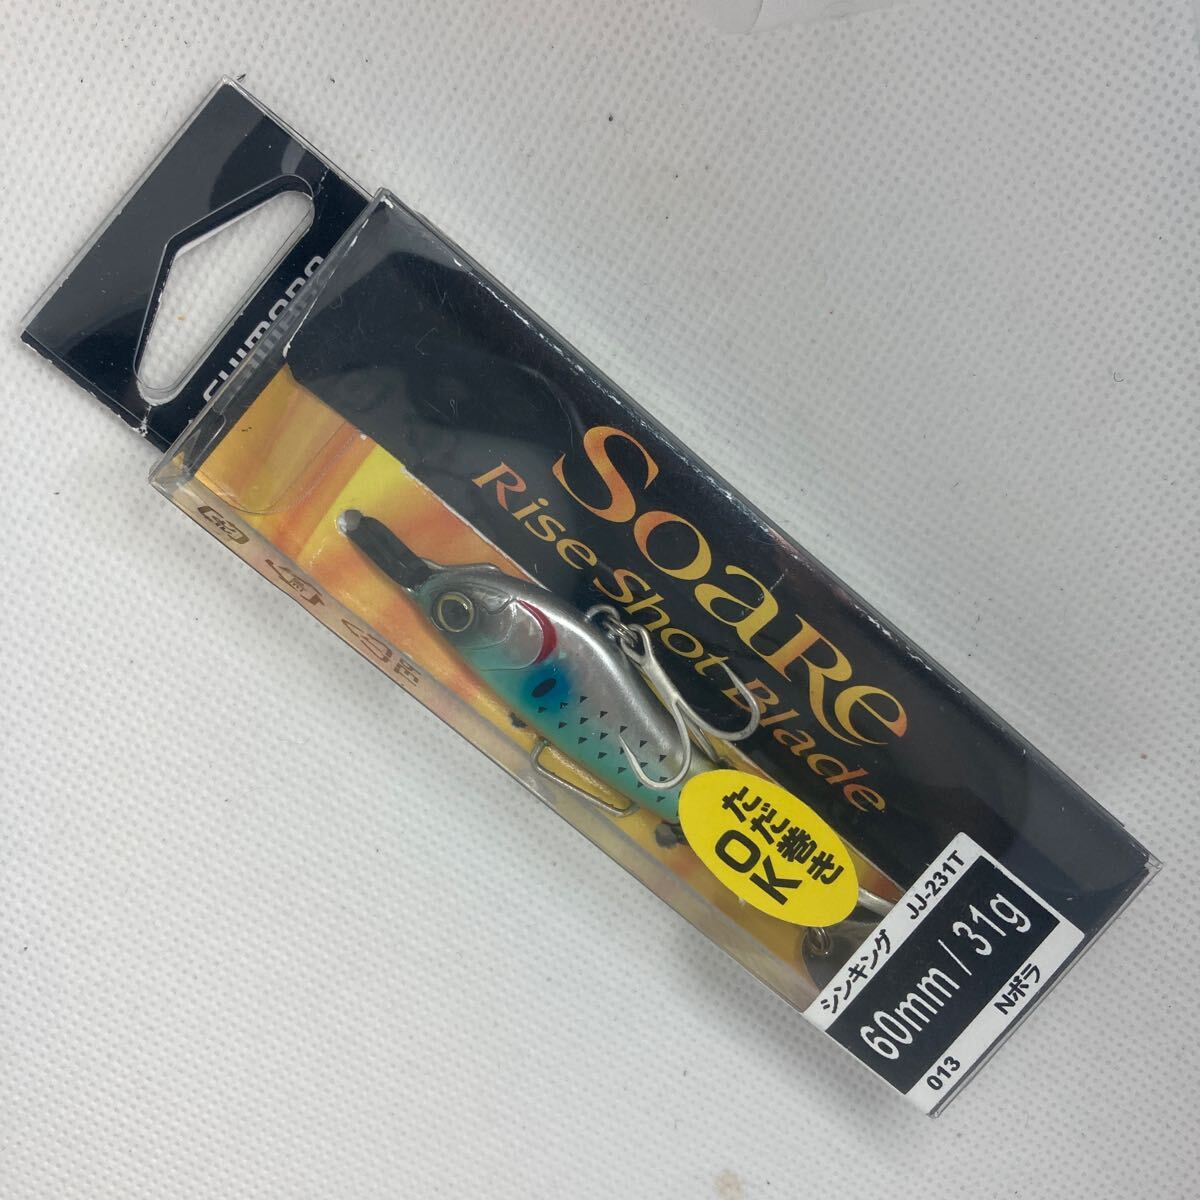 SHIMANO
Soare
Rise Shot Blade
ただ巻き
OK
シンキング JJ-231T
60mm / 31g
013 Nボラ